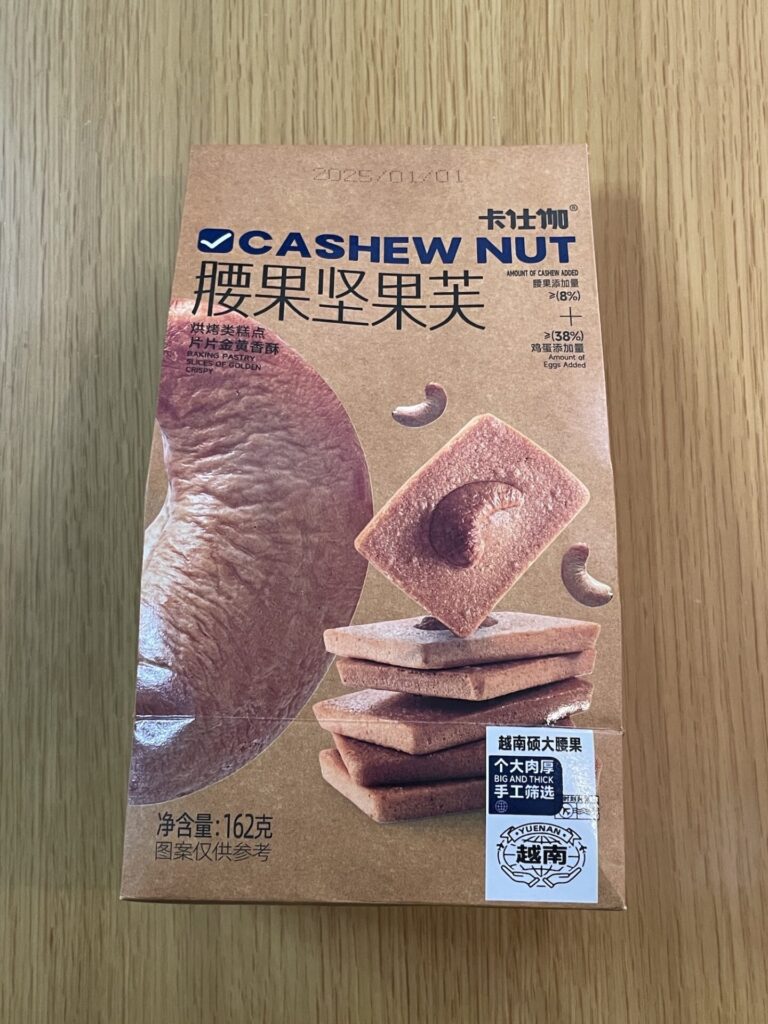 2025/01/01
卡仕伽®
CASHEW NUT
腰果坚果芙
AMOUNT OF CASHEW ADDED
腰果添加量
≥(8%)
+
≥(38%)
鸡蛋添加量
Amount of
Eggs Added
烘烤类糕点
片片金黄香酥
BAKING PASTRY
SLICES OF GOLDEN
CRISPY
越南硕大腰果
个大肉厚
BIG AND THICK
手工筛选
YUENAN
越南
净含量:162克
图案仅供参考